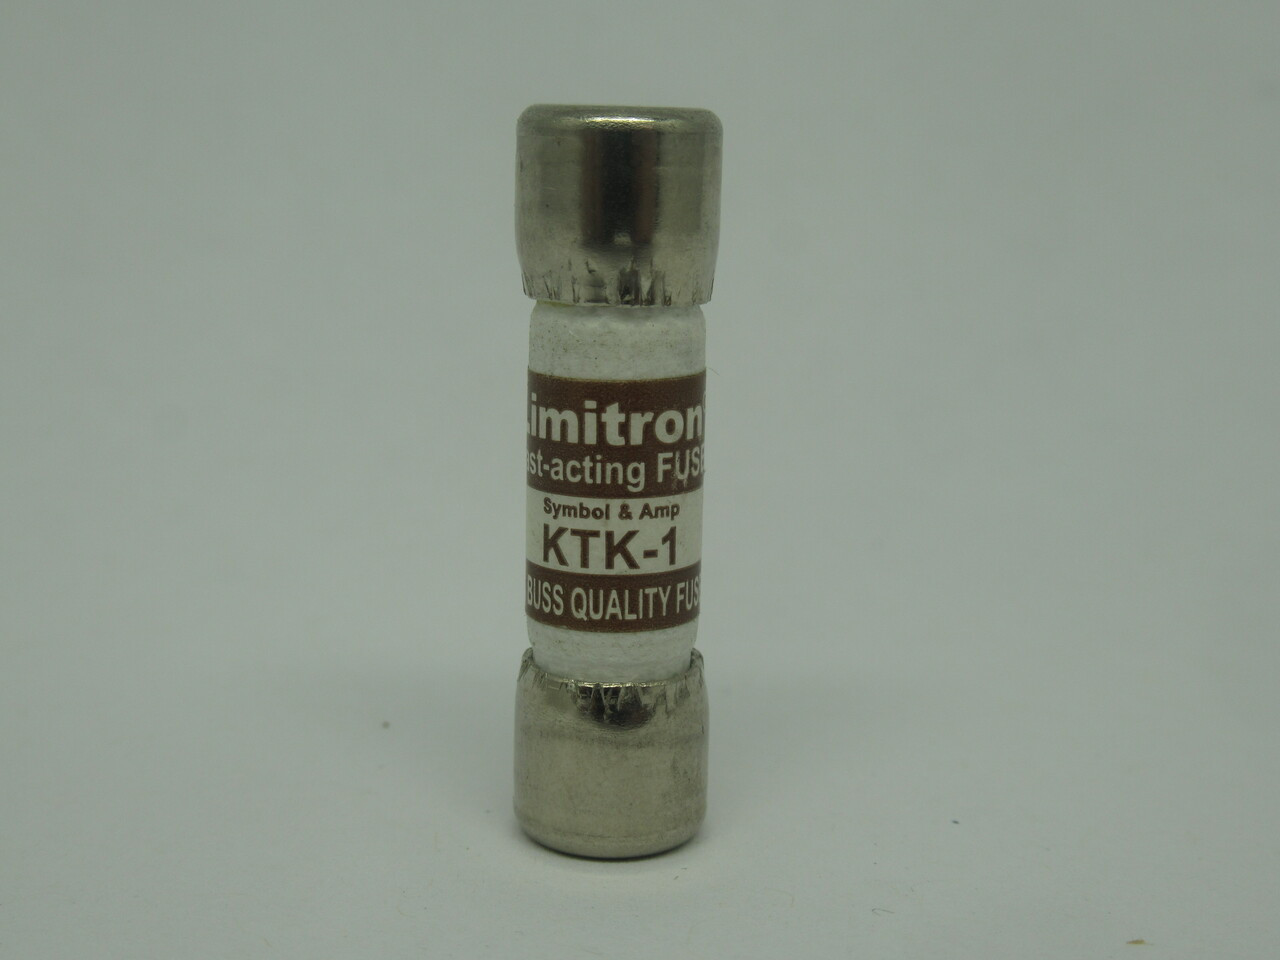 Limitron®
ast-acting FUSE
Symbol & Amp
KTK-1
BUSS QUALITY FUS